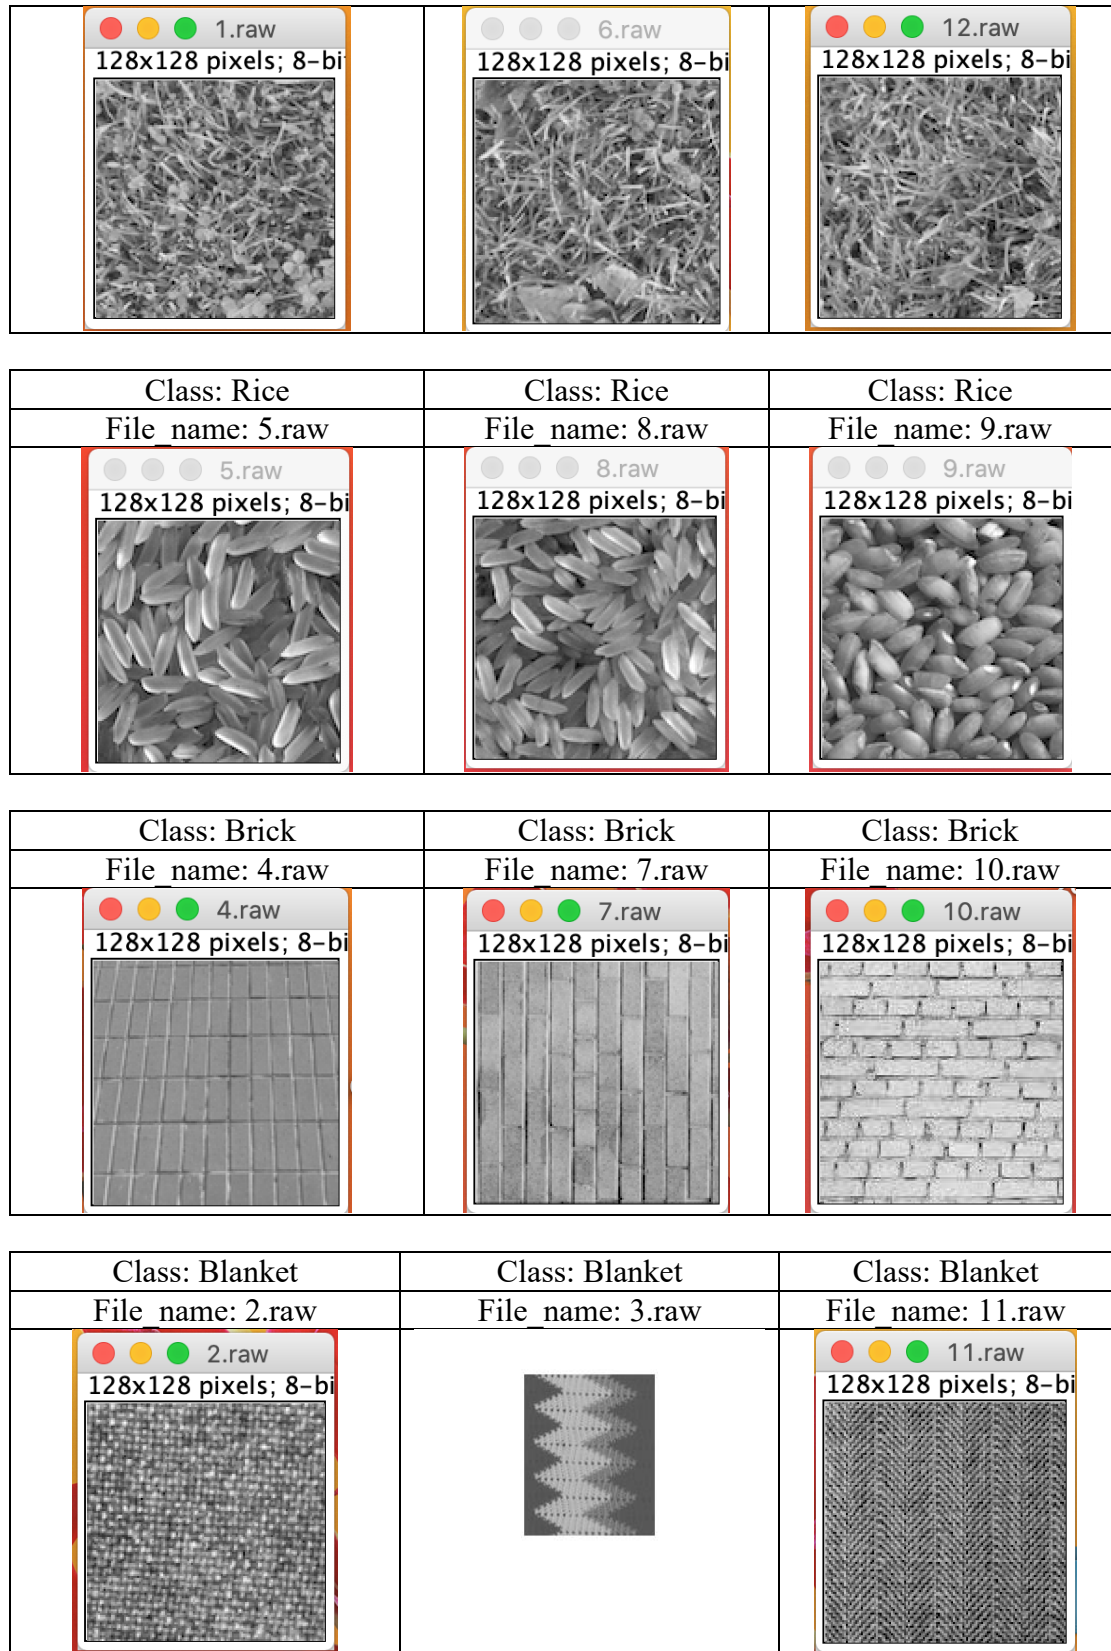 1.raw 6.raw 12.raw
128x128 pixels; 8-bi 128x128 pixels; 8-bi 128x128 pixels; 8-bi
Class: Rice Class: Rice Class: Rice
File_name: 5.raw File_name: 8.raw File_name: 9.raw
5.raw 8.raw 9.raw
128x128 pixels; 8-bi 128x128 pixels; 8-bi 128x128 pixels; 8-bi
Class: Brick Class: Brick Class: Brick
File_name: 4.raw File_name: 7.raw File_name: 10.raw
4.raw 7.raw 10.raw
128x128 pixels; 8-bi 128x128 pixels; 8-bi 128x128 pixels; 8-bi
Class: Blanket Class: Blanket Class: Blanket
File_name: 2.raw File_name: 3.raw File_name: 11.raw
2.raw 11.raw
128x128 pixels; 8-bi 128x128 pixels; 8-bi